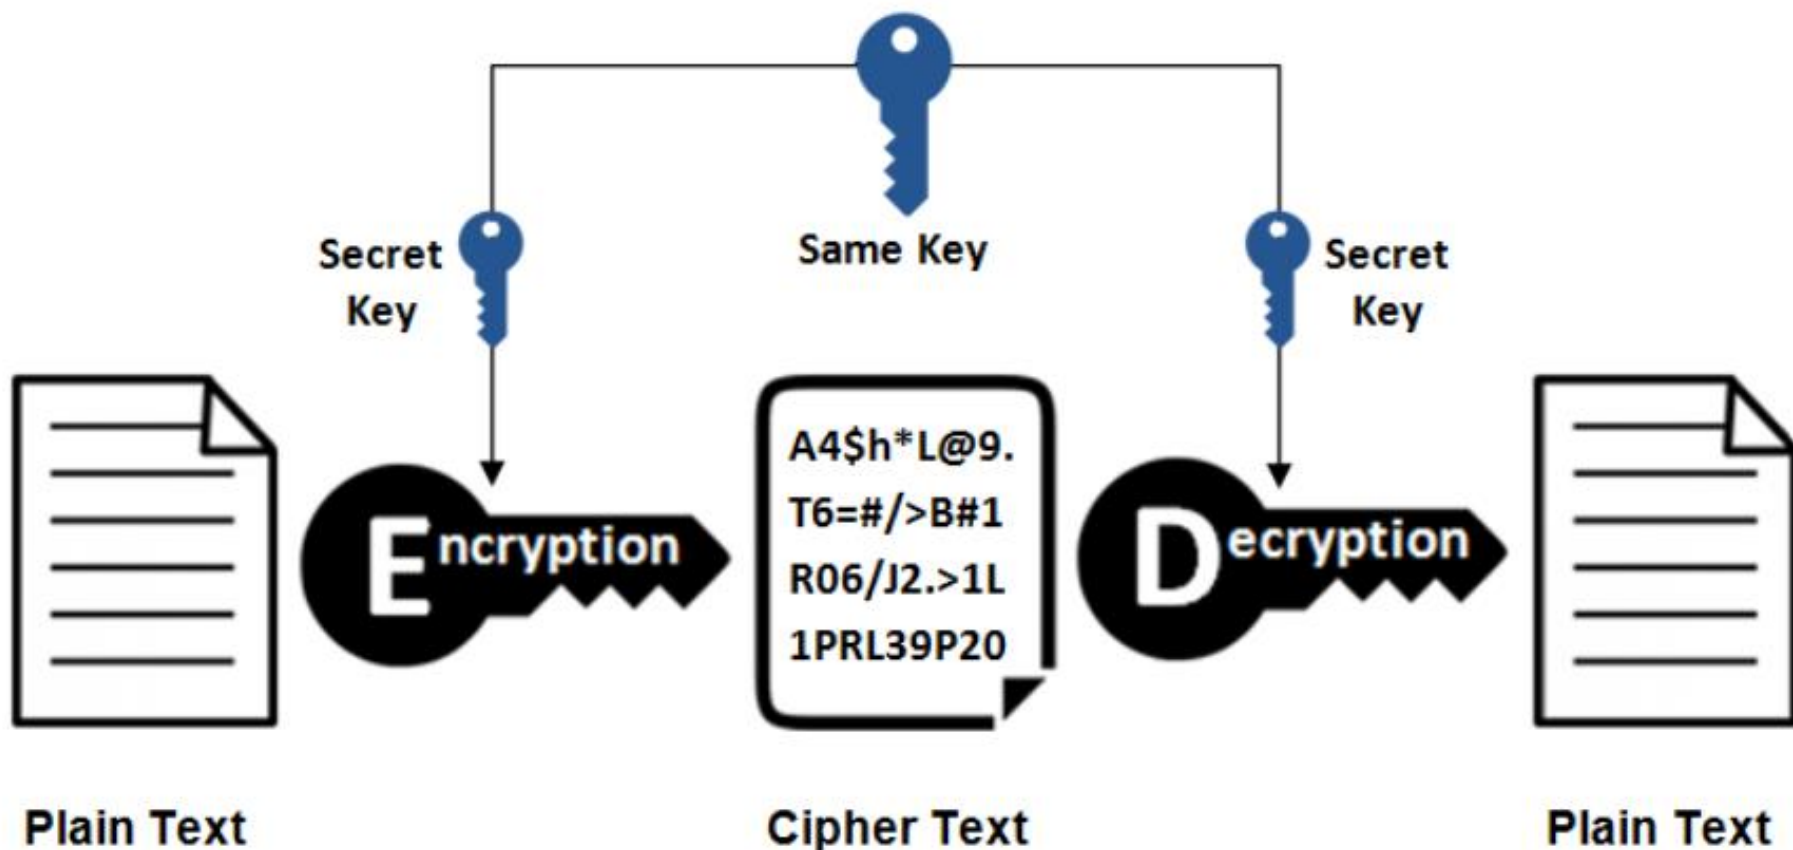 Same Key
Secret
Key
Secret
Key
Encryption
A4$h*L@9.
T6=#/>B#1
R06/J2.>1L
1PRL39P20
Decryption
Plain Text
Cipher Text
Plain Text